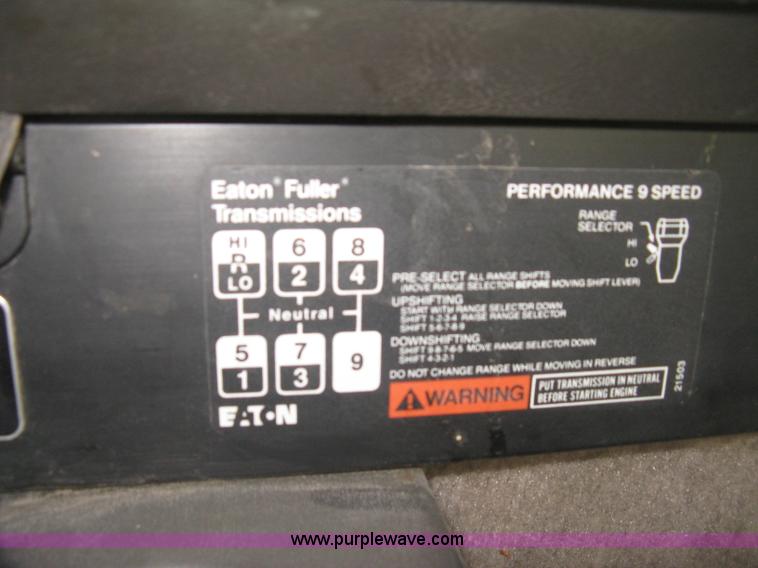 Eaton® Fuller®
Transmissions
PERFORMANCE 9 SPEED
RANGE
SELECTOR
HI
LO
HI
R
LO
6
2
8
4
Neutral
5
1
7
3
9
PRE-SELECT ALL RANGE SHIFTS
(MOVE RANGE SELECTOR BEFORE MOVING SHIFT LEVER)
UPSHIFTING
START WITH RANGE SELECTOR DOWN
SHIFT 1-2-3-4 RAISE RANGE SELECTOR
SHIFT 5-6-7-8-9
DOWNSHIFTING
SHIFT 9-8-7-6-5 MOVE RANGE SELECTOR DOWN
SHIFT 4-3-2-1
DO NOT CHANGE RANGE WHILE MOVING IN REVERSE
WARNING
PUT TRANSMISSION IN NEUTRAL
BEFORE STARTING ENGINE
21503
EATON
www.purplewave.com